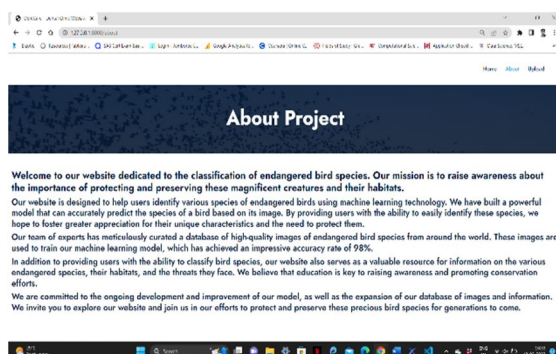 127.0.0.1:8000/about
Home About Upload
About Project
Welcome to our website dedicated to the classification of endangered bird species. Our mission is to raise awareness about
the importance of protecting and preserving these magnificent creatures and their habitats.
Our website is designed to help users identify various species of endangered birds using machine learning technology. We have built a powerful
model that can accurately predict the species of a bird based on its image. By providing users with the ability to easily identify these species, we
hope to foster greater appreciation for their unique characteristics and the need to protect them.
Our team of experts has meticulously curated a database of high-quality images of endangered bird species from around the world. These images are
used to train our machine learning model, which has achieved an impressive accuracy rate of 98%.
In addition to providing users with the ability to classify bird species, our website also serves as a valuable resource for information on the various
endangered species, their habitats, and the threats they face. We believe that education is key to raising awareness and promoting conservation
efforts.
We are committed to the ongoing development and improvement of our model, as well as the expansion of our database of images and information.
We invite you to explore our website and join us in our efforts to protect and preserve these precious bird species for generations to come.
Search